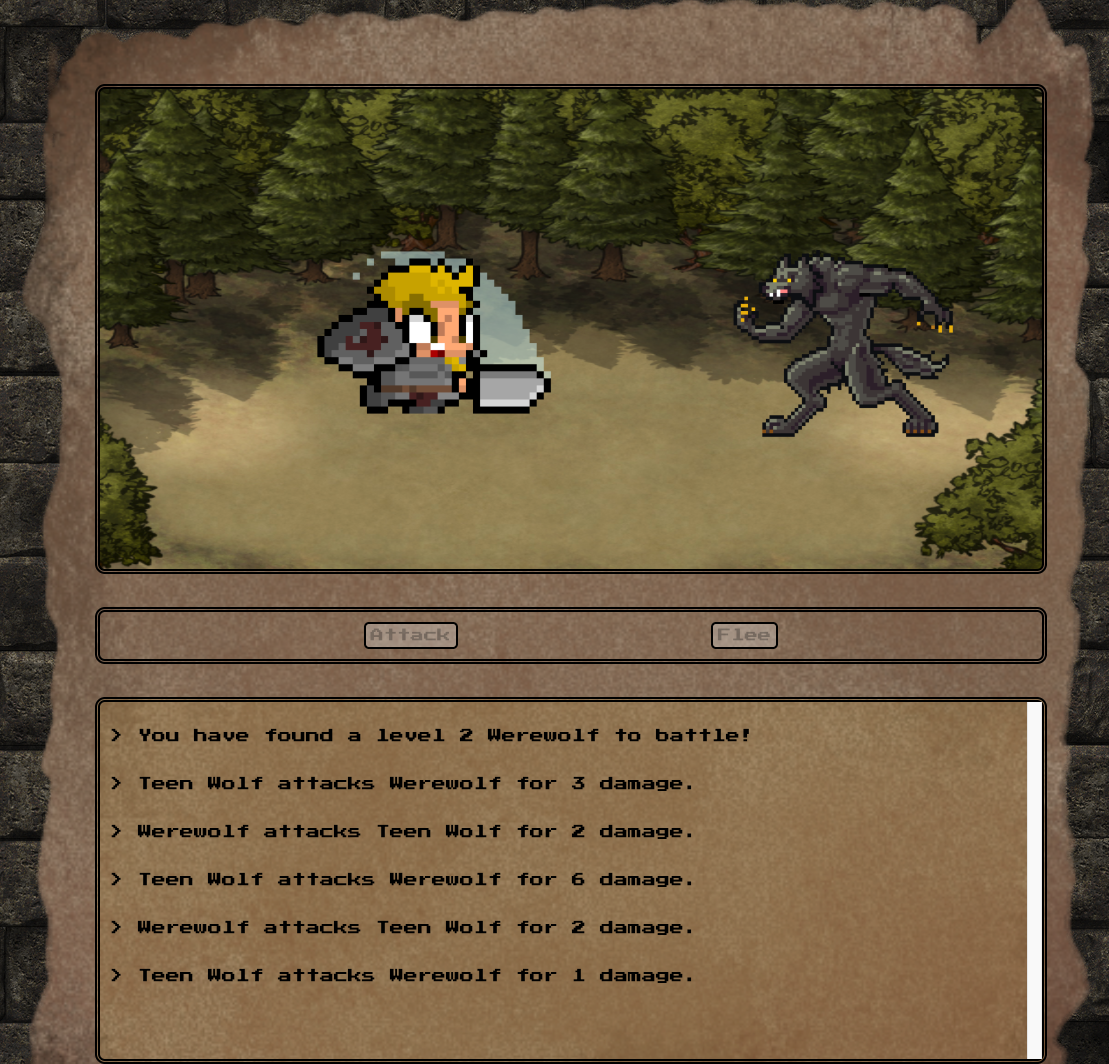 Attack
Flee
> You have found a level 2 Werewolf to battle!
> Teen Wolf attacks Werewolf for 3 damage.
> Werewolf attacks Teen Wolf for 2 damage.
> Teen Wolf attacks Werewolf for 6 damage.
> Werewolf attacks Teen Wolf for 2 damage.
> Teen Wolf attacks Werewolf for 1 damage.